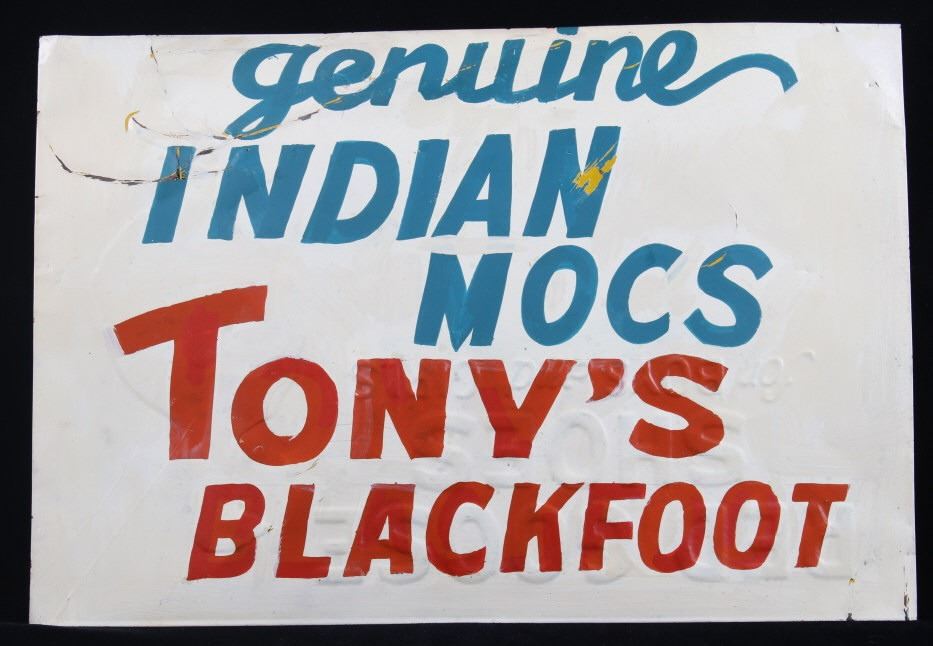 genuine
INDIAN
MOCS
TONY'S
BLACKFOOT